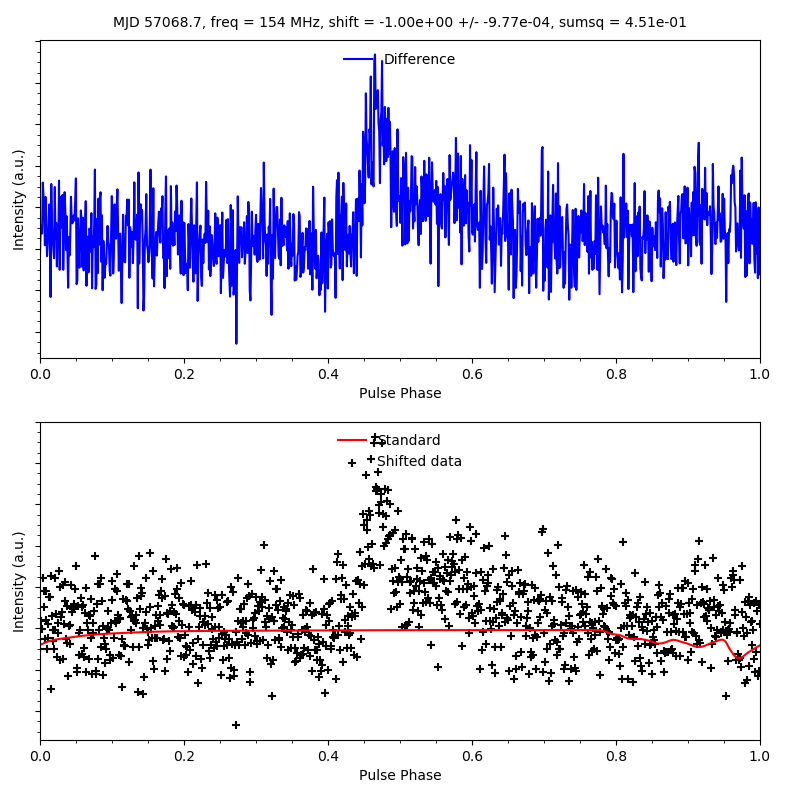 MJD 57068.7, freq = 154 MHz, shift = -1.00e+00 +/- -9.77e-04, sumsq = 4.51e-01
Difference
Intensity (a.u.)
0.0 0.2 0.4 0.6 0.8 1.0
Pulse Phase
Standard
Shifted data
Intensity (a.u.)
0.0 0.2 0.4 0.6 0.8 1.0
Pulse Phase